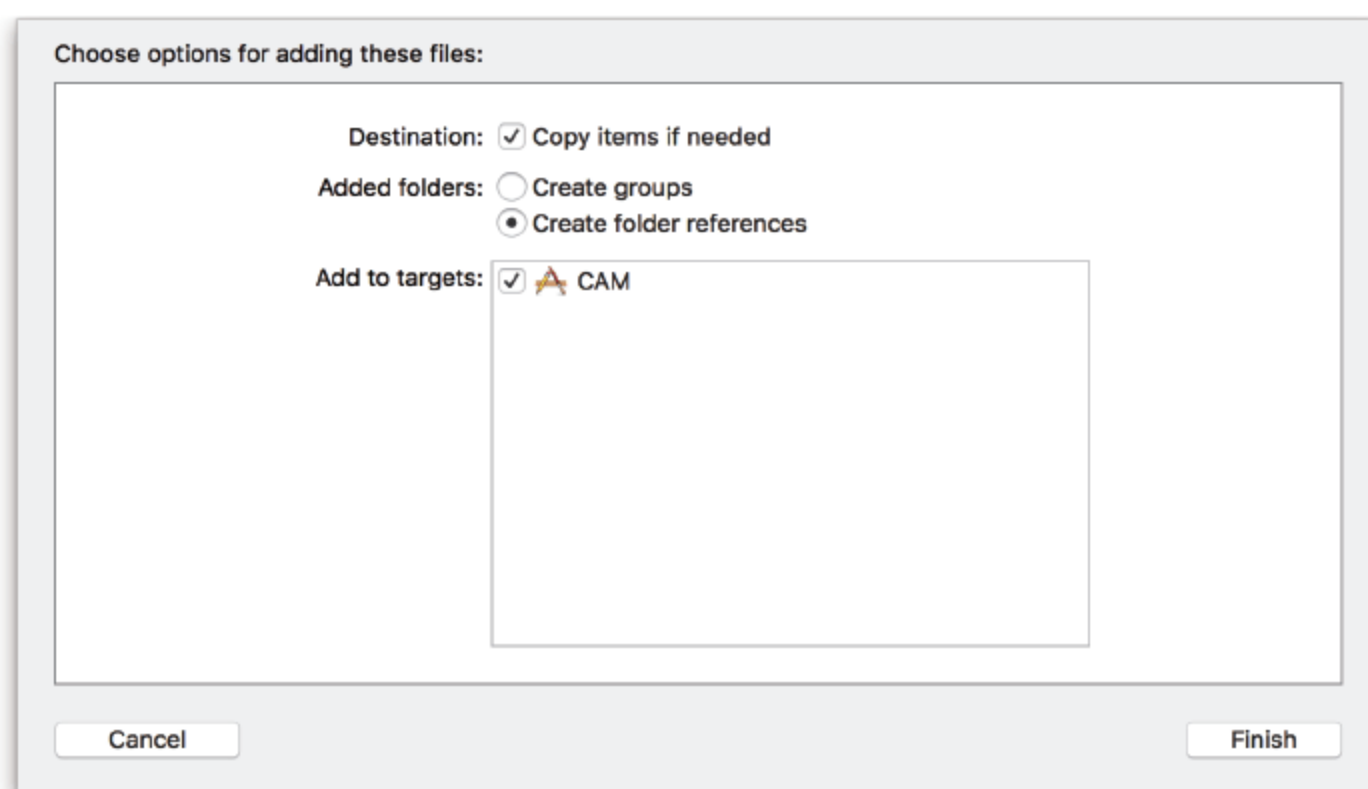 Choose options for adding these files:
Destination: Copy items if needed
Added folders: Create groups
Create folder references
Add to targets: CAM
Cancel Finish